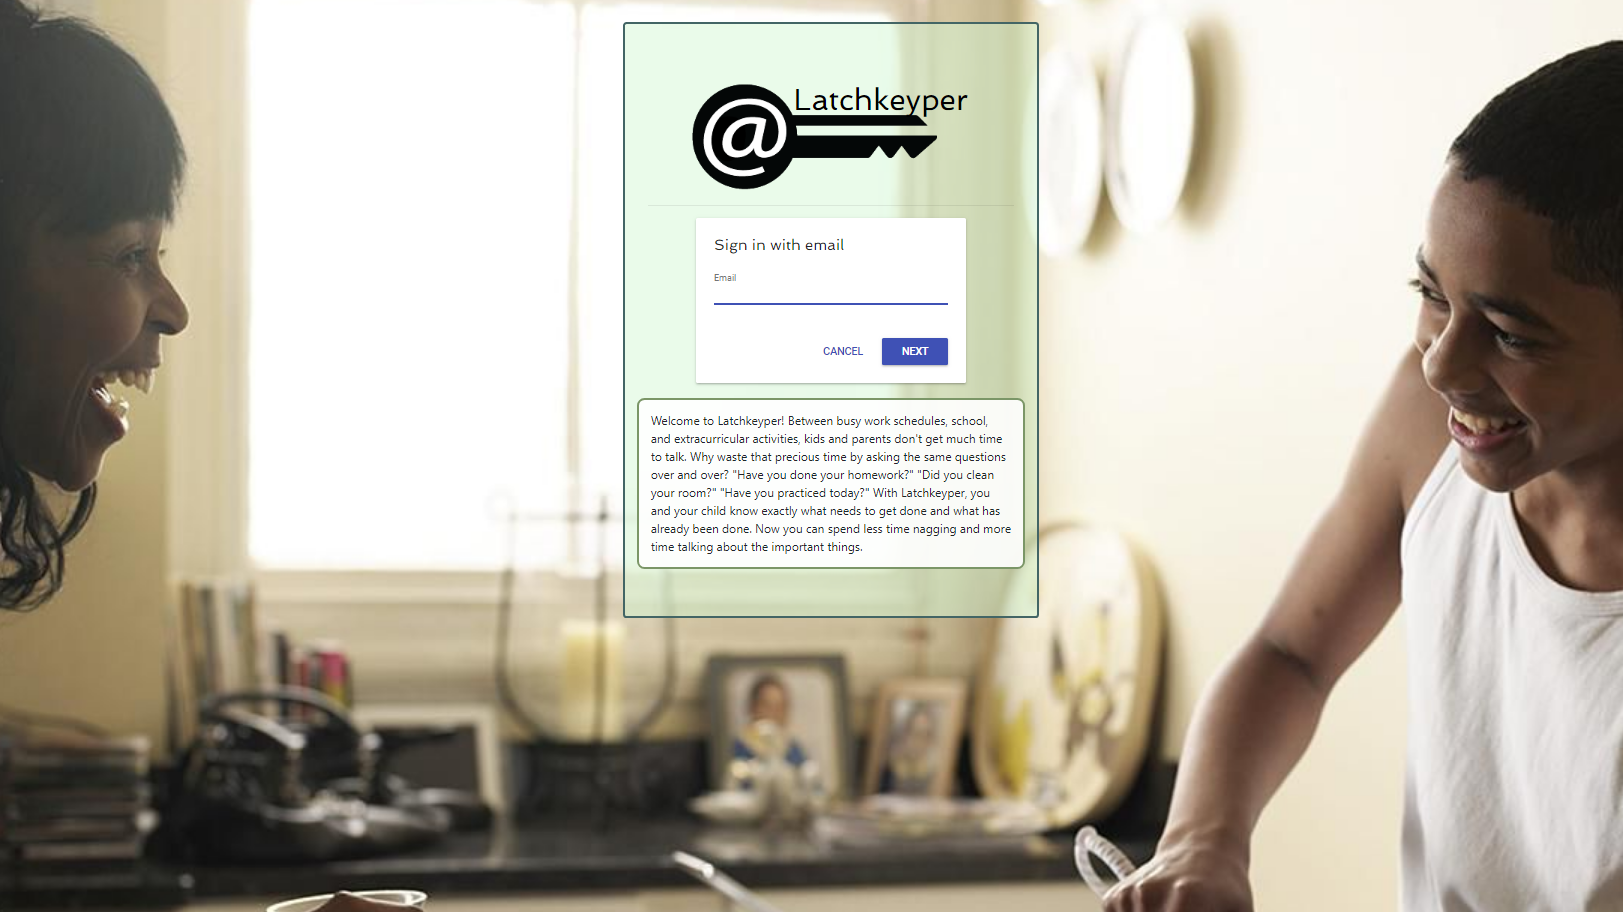 Latchkeyper
@
Sign in with email
Email
CANCEL NEXT
Welcome to Latchkeyper! Between busy work schedules, school,
and extracurricular activities, kids and parents don't get much time
to talk. Why waste that precious time by asking the same questions
over and over? "Have you done your homework?" "Did you clean
your room?" "Have you practiced today?" With Latchkeyper, you
and your child know exactly what needs to get done and what has
already been done. Now you can spend less time nagging and more
time talking about the important things.